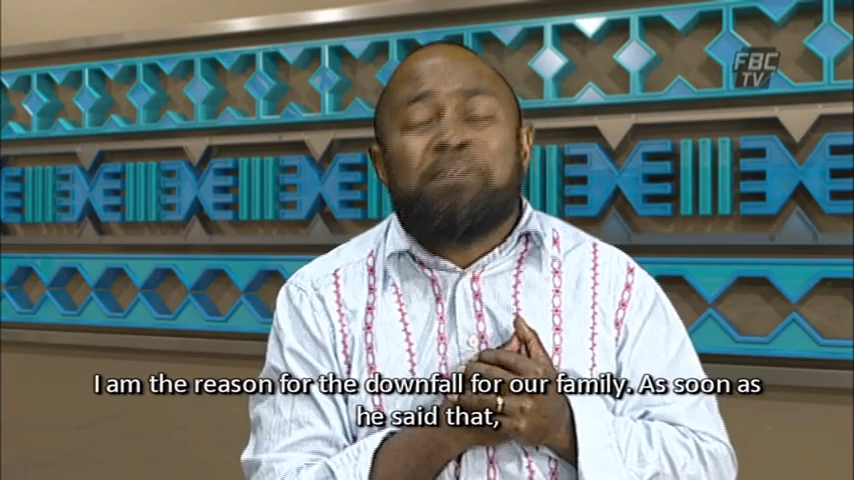 FBC
TV
I am the reason for the downfall for our family. As soon as
he said that,